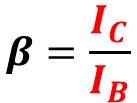 β = I_C / I_B